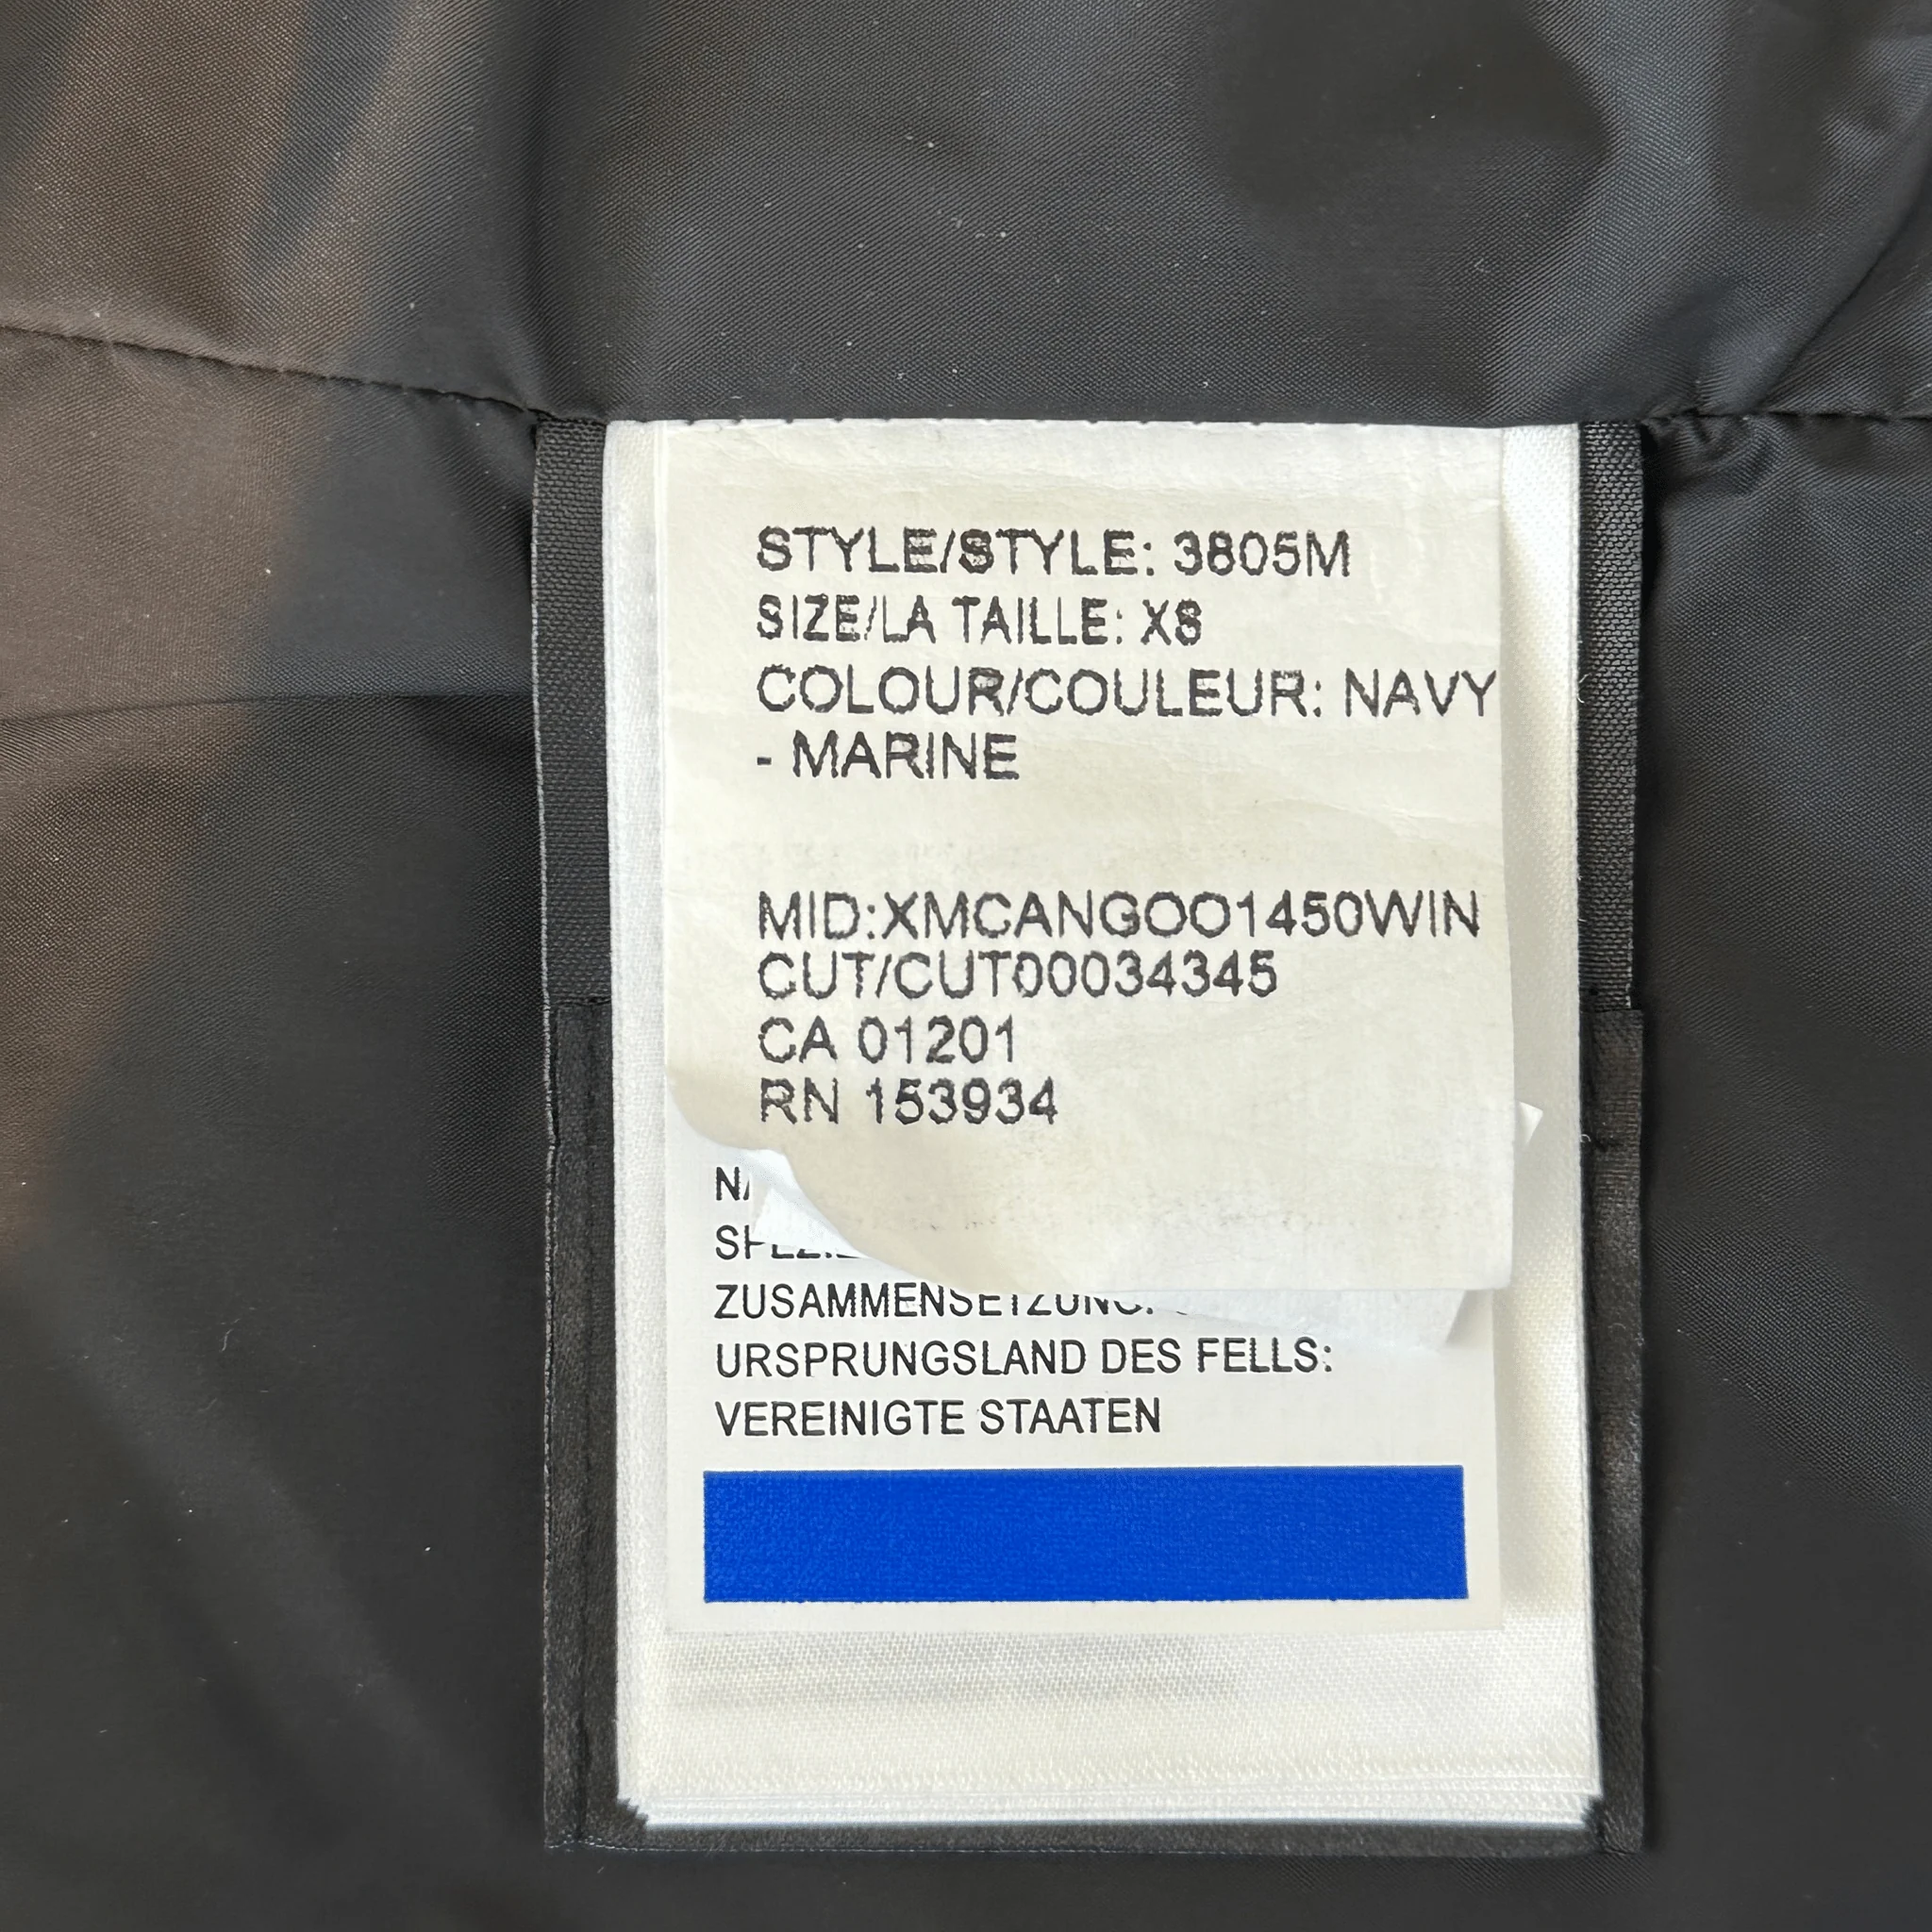 STYLE/STYLE: 3805M
SIZE/LA TAILLE: XS
COLOUR/COULEUR: NAVY
- MARINE
MID:XMCANGOO1450WIN
CUT/CUT00034345
CA 01201
RN 153934
ZUSAMMENSETZUNG:
URSPRUNGSLAND DES FELLS:
VEREINIGTE STAATEN